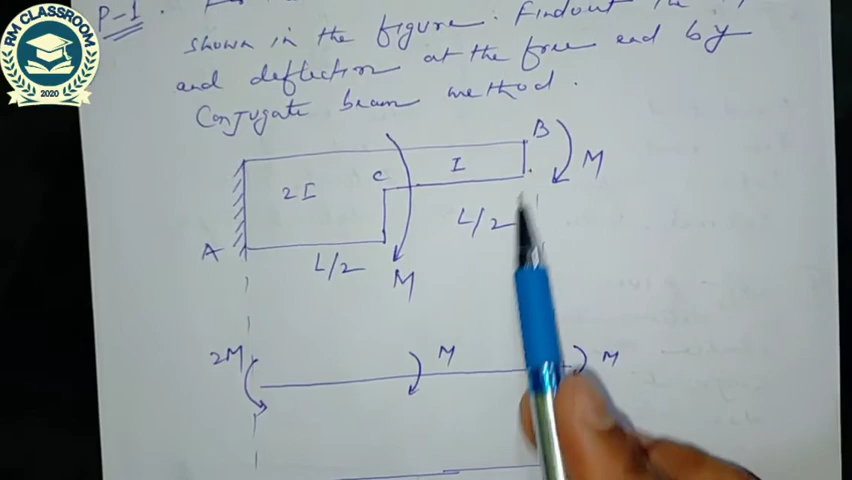 RM CLASSROOM
2020
P-1.
shown in the figure. Findout the
and deflection at the free end by
Conjugate beam method.
B
C
I
M
2I
A
L/2
L/2
M
2M
M
M